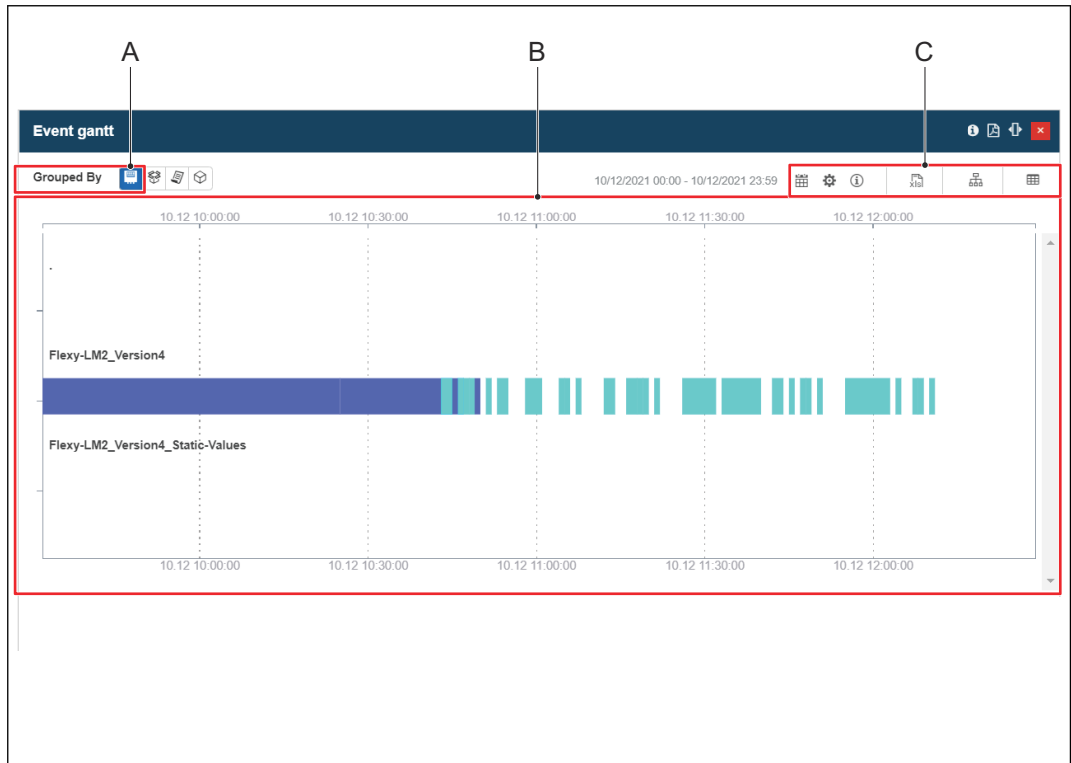 A B C
Event gantt
Grouped By 10/12/2021 00:00 - 10/12/2021 23:59 xlsl
10.12 10:00:00 10.12 10:30:00 10.12 11:00:00 10.12 11:30:00 10.12 12:00:00
.
Flexy-LM2_Version4
Flexy-LM2_Version4_Static-Values
10.12 10:00:00 10.12 10:30:00 10.12 11:00:00 10.12 11:30:00 10.12 12:00:00